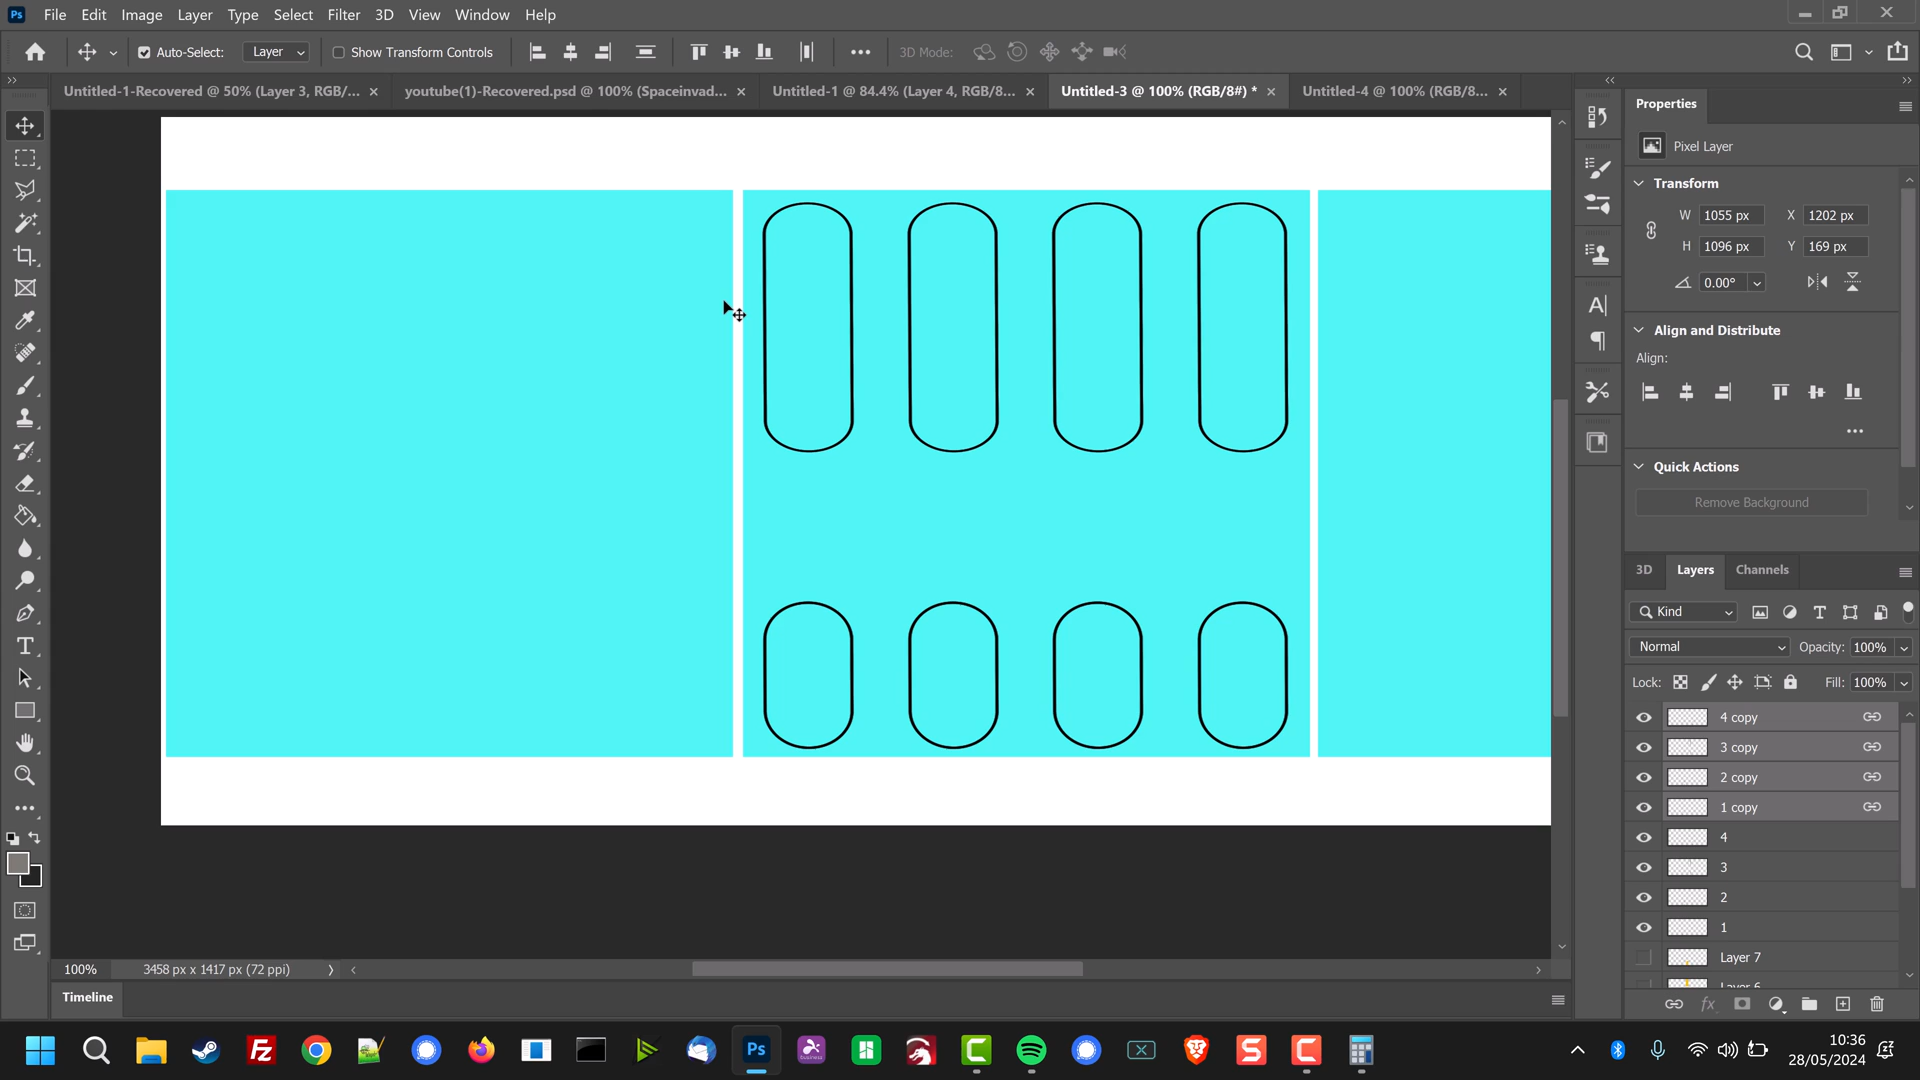 Ps File Edit Image Layer Type Select Filter 3D View Window Help
Auto-Select: Layer Show Transform Controls 3D Mode:
Untitled-1-Recovered @ 50% (Layer 3, RGB/... × youtube(1)-Recovered.psd @ 100% (Spaceinvad... × Untitled-1 @ 84.4% (Layer 4, RGB/8... × Untitled-3 @ 100% (RGB/8#) * × Untitled-4 @ 100% (RGB/8... ×
Properties
Pixel Layer
Transform
W 1055 px X 1202 px
H 1096 px Y 169 px
0.00°
Align and Distribute
Align:
Quick Actions
Remove Background
3D Layers Channels
Kind
Normal Opacity: 100%
Lock: Fill: 100%
4 copy
3 copy
2 copy
1 copy
4
3
2
1
Layer 7
Layer 6
100% 3458 px x 1417 px (72 ppi)
Timeline
10:36
28/05/2024